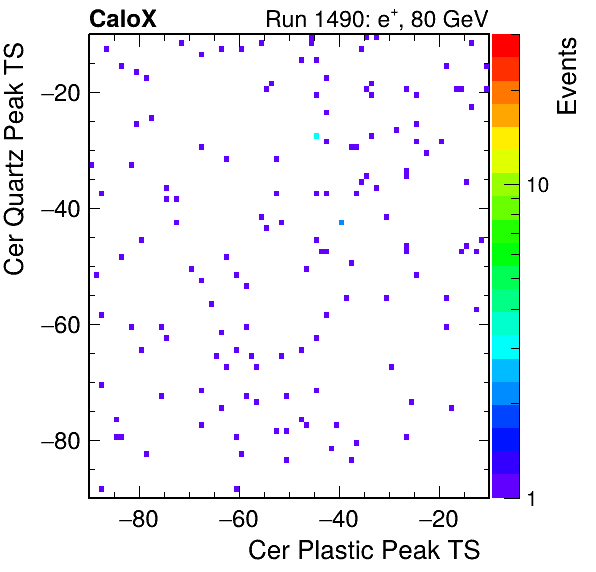 CaloX Run 1490: e⁺, 80 GeV
Cer Quartz Peak TS
−20
−40
−60
−80
−80 −60 −40 −20
Cer Plastic Peak TS
Events
10
1